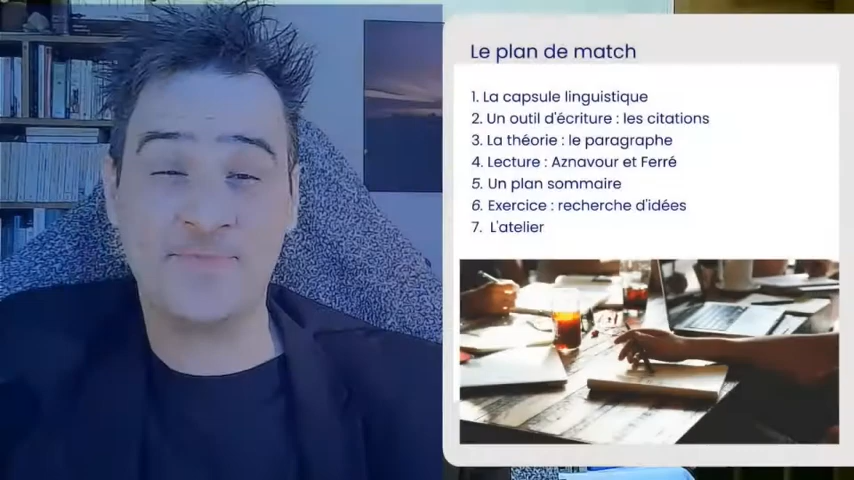 Le plan de match
1. La capsule linguistique
2. Un outil d'écriture : les citations
3. La théorie : le paragraphe
4. Lecture : Aznavour et Ferré
5. Un plan sommaire
6. Exercice : recherche d'idées
7. L'atelier